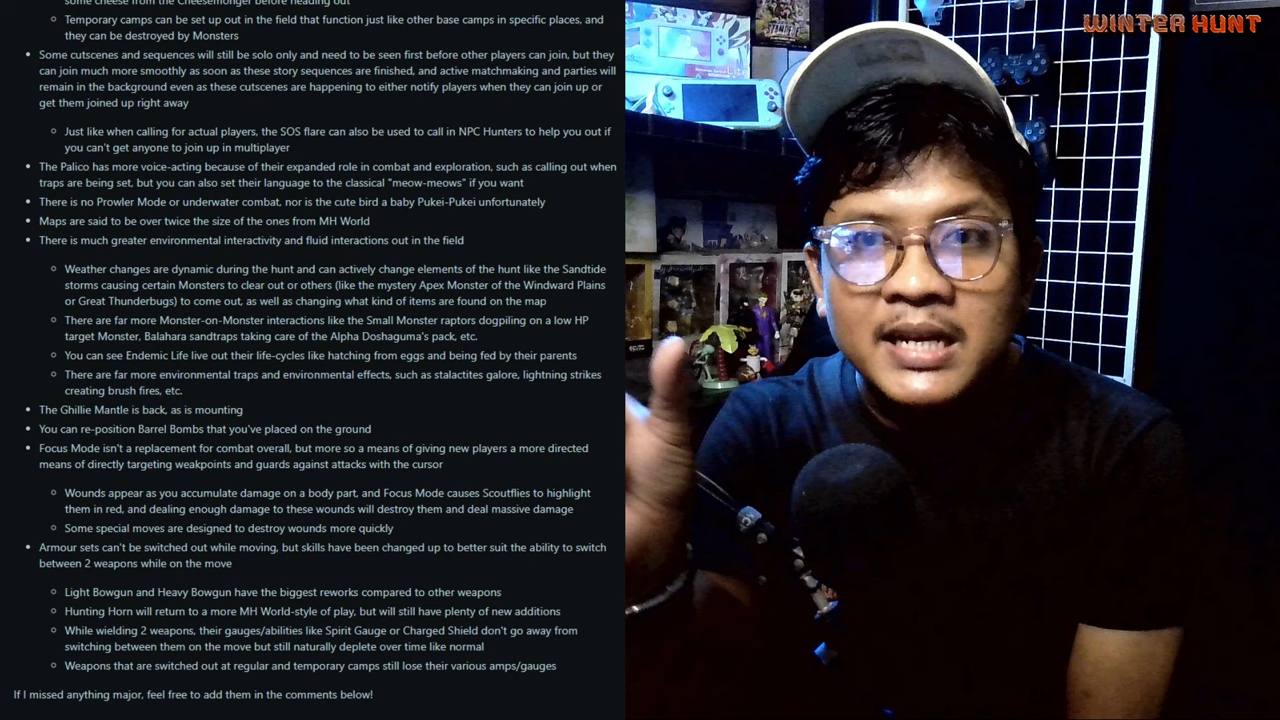 some cheese from the Cheesemonger before heading out
Temporary camps can be set up out in the field that function just like other base camps in specific places, and
they can be destroyed by Monsters
Some cutscenes and sequences will still be solo only and need to be seen first before other players can join, but they
can join much more smoothly as soon as these story sequences are finished, and active matchmaking and parties will
remain in the background even as these cutscenes are happening to either notify players when they can join up or
get them joined up right away
Just like when calling for actual players, the SOS flare can also be used to call in NPC Hunters to help you out if
you can't get anyone to join up in multiplayer
The Palico has more voice-acting because of their expanded role in combat and exploration, such as calling out when
traps are being set, but you can also set their language to the classical "meow-meows" if you want
There is no Prowler Mode or underwater combat, nor is the cute bird a baby Pukei-Pukei unfortunately
Maps are said to be over twice the size of the ones from MH World
There is much greater environmental interactivity and fluid interactions out in the field
Weather changes are dynamic during the hunt and can actively change elements of the hunt like the Sandtide
storms causing certain Monsters to clear out or others (like the mystery Apex Monster of the Windward Plains
or Great Thunderbugs) to come out, as well as changing what kind of items are found on the map
There are far more Monster-on-Monster interactions like the Small Monster raptors dogpiling on a low HP
target Monster, Balahara sandtraps taking care of the Alpha Doshaguma's pack, etc.
You can see Endemic Life live out their life-cycles like hatching from eggs and being fed by their parents
There are far more environmental traps and environmental effects, such as stalactites galore, lightning strikes
creating brush fires, etc.
The Ghillie Mantle is back, as is mounting
You can re-position Barrel Bombs that you've placed on the ground
Focus Mode isn't a replacement for combat overall, but more so a means of giving new players a more directed
means of directly targeting weakpoints and guards against attacks with the cursor
Wounds appear as you accumulate damage on a body part, and Focus Mode causes Scoutflies to highlight
them in red, and dealing enough damage to these wounds will destroy them and deal massive damage
Some special moves are designed to destroy wounds more quickly
Armour sets can't be switched out while moving, but skills have been changed up to better suit the ability to switch
between 2 weapons while on the move
Light Bowgun and Heavy Bowgun have the biggest reworks compared to other weapons
Hunting Horn will return to a more MH World-style of play, but will still have plenty of new additions
While wielding 2 weapons, their gauges/abilities like Spirit Gauge or Charged Shield don't go away from
switching between them on the move but still naturally deplete over time like normal
Weapons that are switched out at regular and temporary camps still lose their various amps/gauges
If I missed anything major, feel free to add them in the comments below!
WINTER HUNT